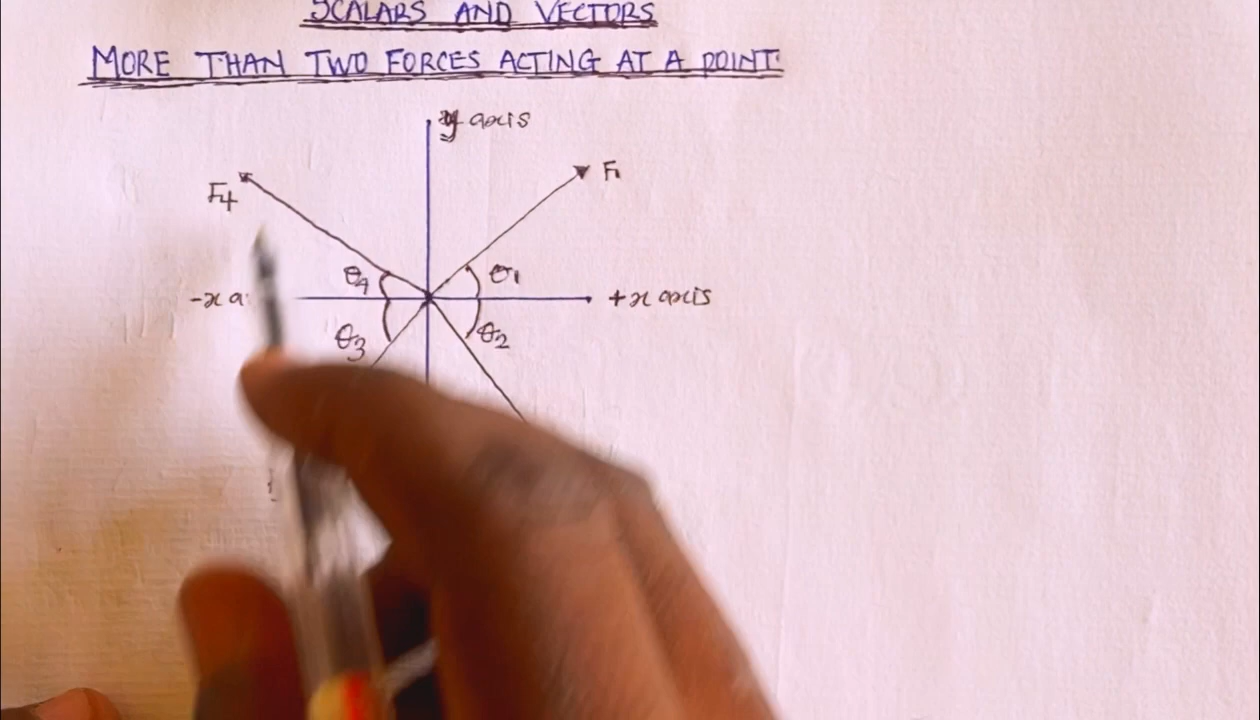 SCALARS AND VECTORS
MORE THAN TWO FORCES ACTING AT A POINT.
y axis
F4
F1
θ4
θ1
-x a
+x axis
θ3
θ2